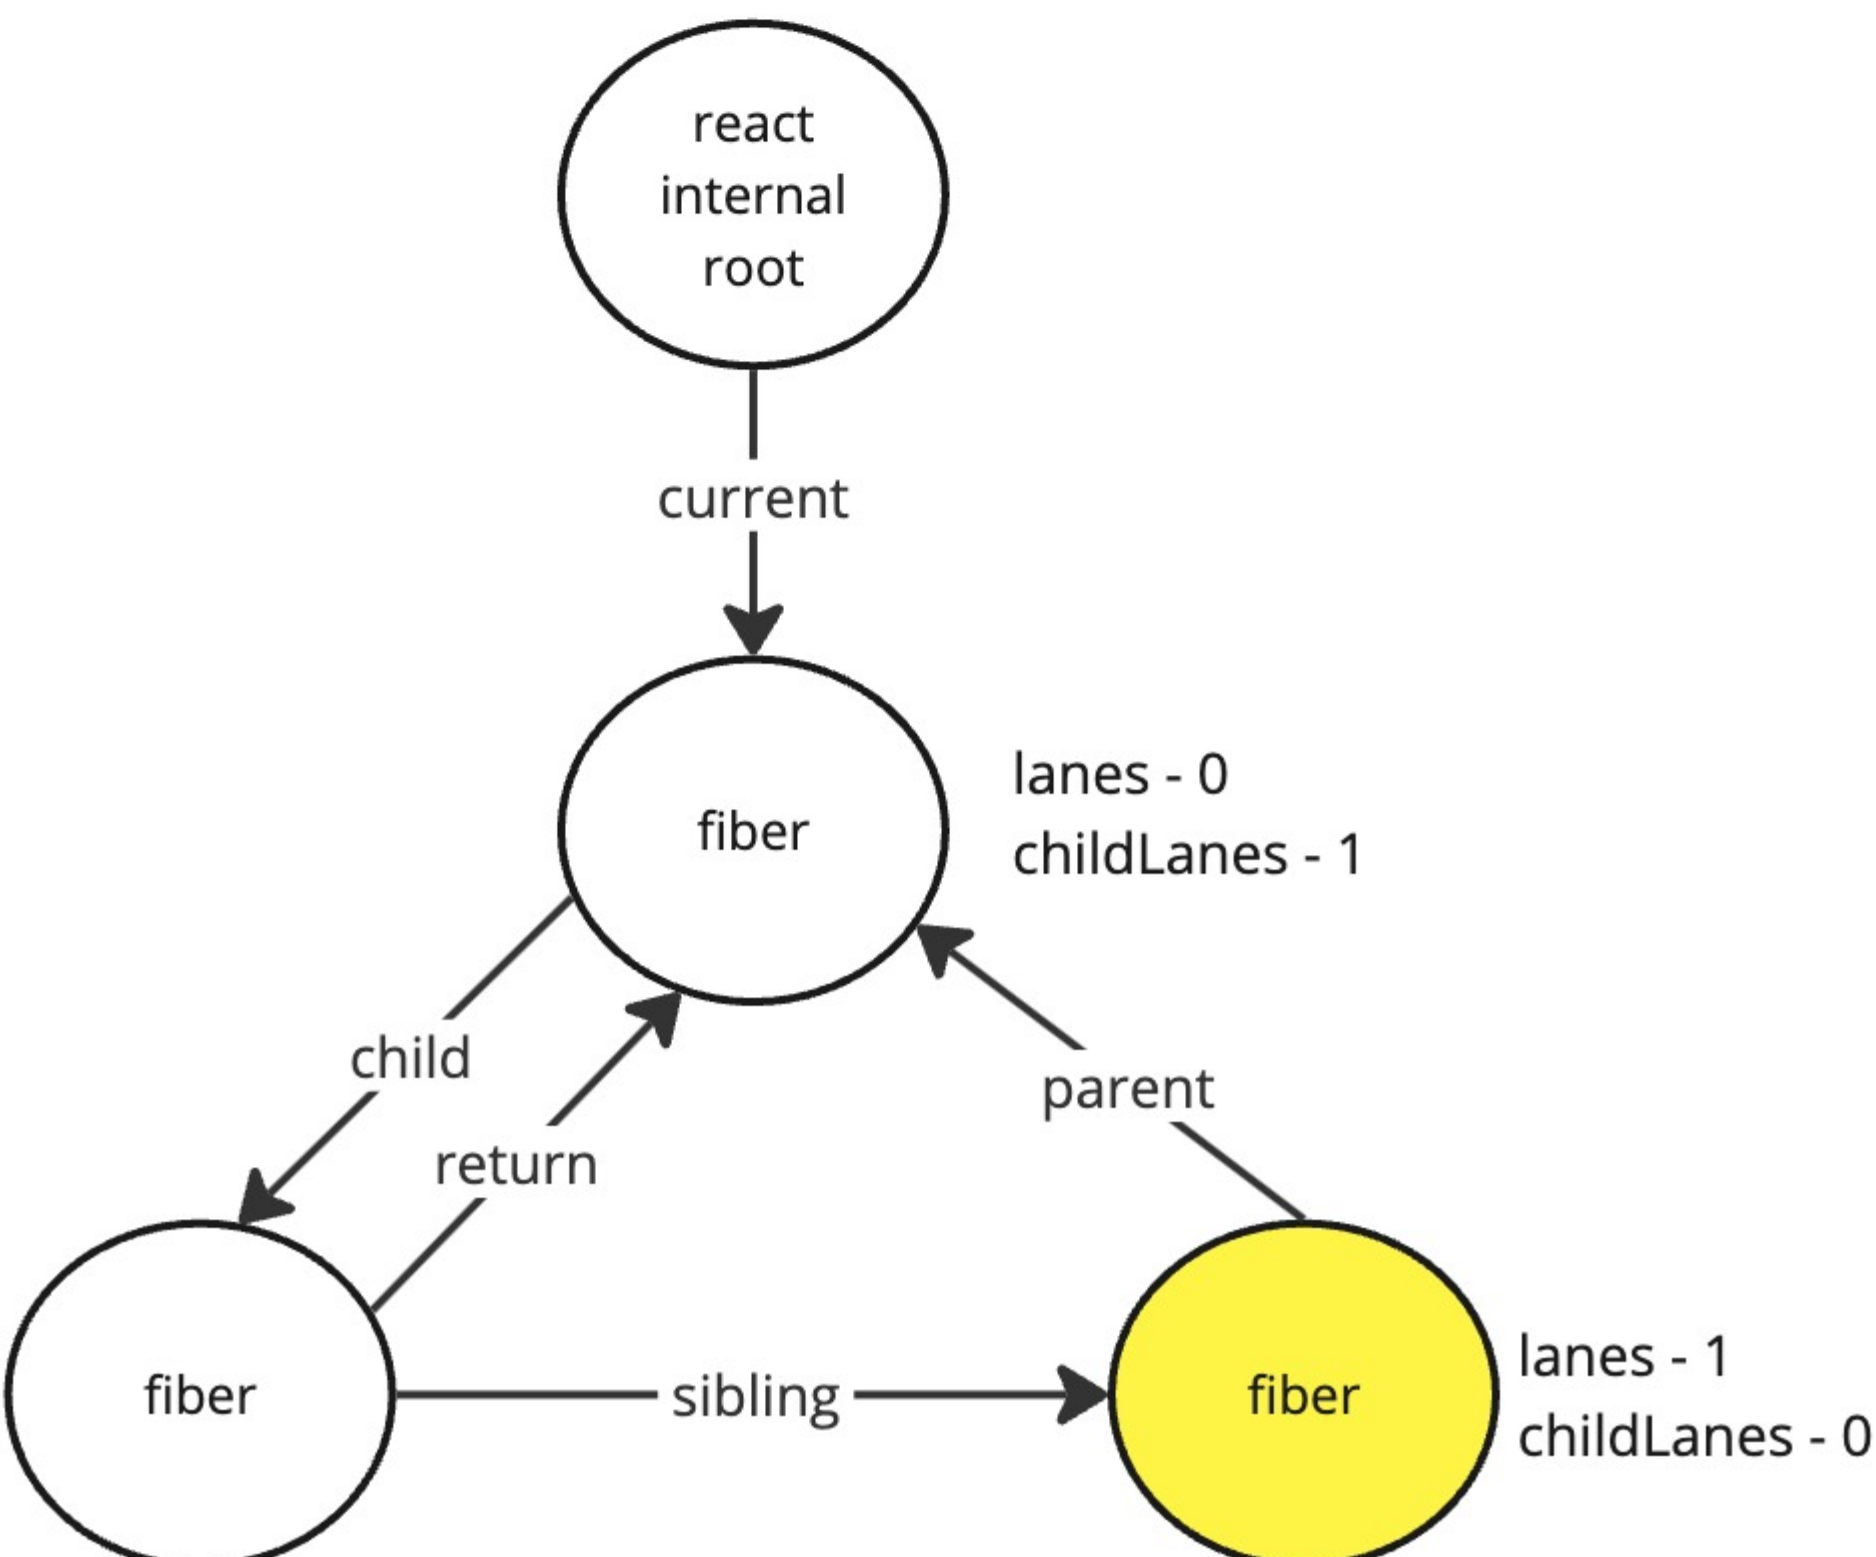 react
internal
root
current
fiber
lanes - 0
childLanes - 1
child
parent
return
fiber
sibling
fiber
lanes - 1
childLanes - 0